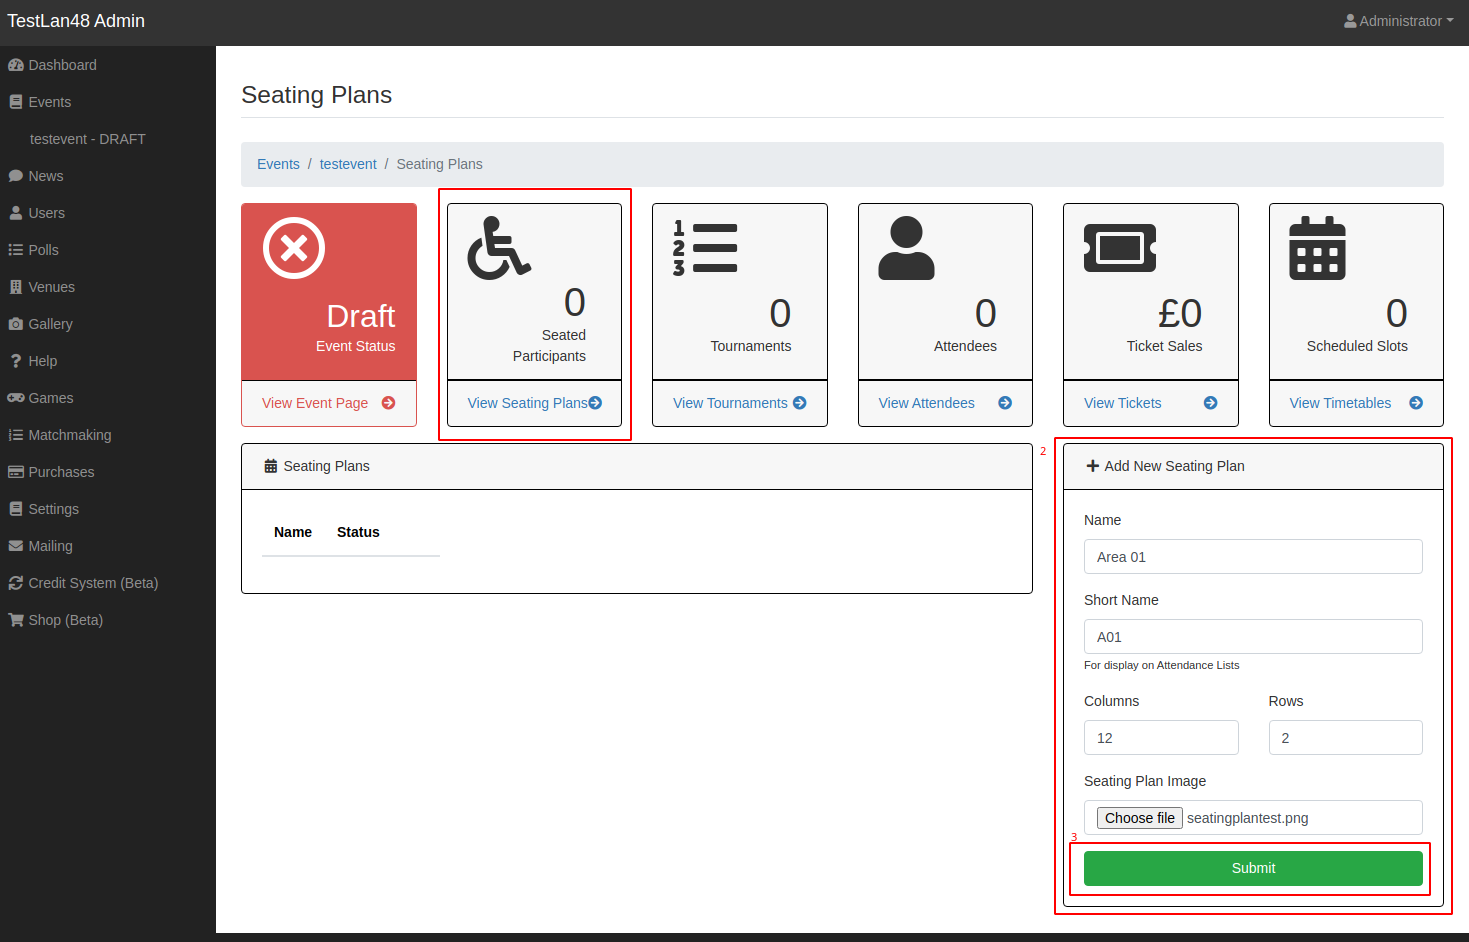 TestLan48 Admin
Administrator
Dashboard
Events
testevent - DRAFT
News
Users
Polls
Venues
Gallery
Help
Games
Matchmaking
Purchases
Settings
Mailing
Credit System (Beta)
Shop (Beta)
Seating Plans
Events / testevent / Seating Plans
Draft
Event Status
View Event Page
0
Seated
Participants
View Seating Plans
1
2
3
0
Tournaments
View Tournaments
0
Attendees
View Attendees
£0
Ticket Sales
View Tickets
0
Scheduled Slots
View Timetables
Seating Plans
Name Status
2
Add New Seating Plan
Name
Area 01
Short Name
A01
For display on Attendance Lists
Columns Rows
12 2
Seating Plan Image
Choose file seatingplantest.png
3
Submit